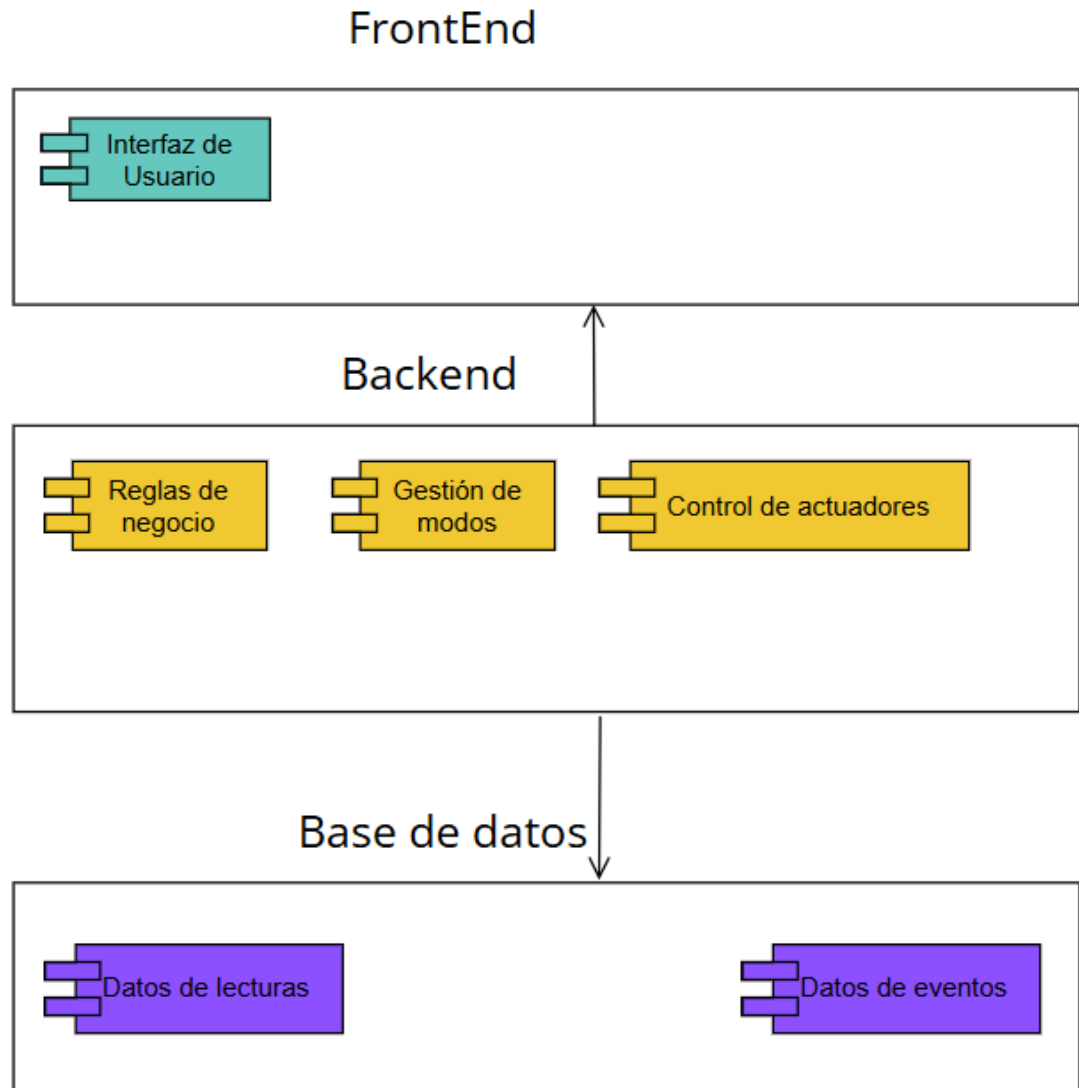 FrontEnd
Interfaz de
Usuario
Backend
Reglas de
negocio
Gestión de
modos
Control de actuadores
Base de datos
Datos de lecturas
Datos de eventos